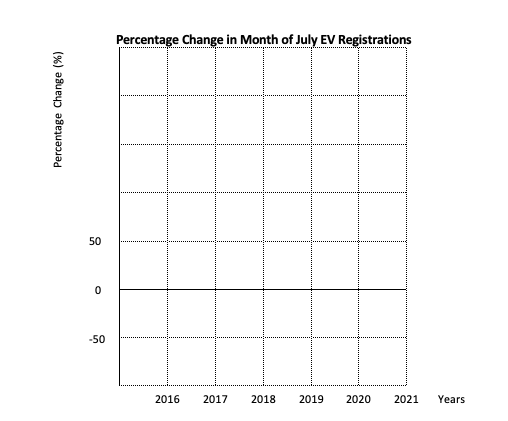 Percentage Change in Month of July EV Registrations
Percentage Change (%)
50
0
-50
2016 2017 2018 2019 2020 2021 Years